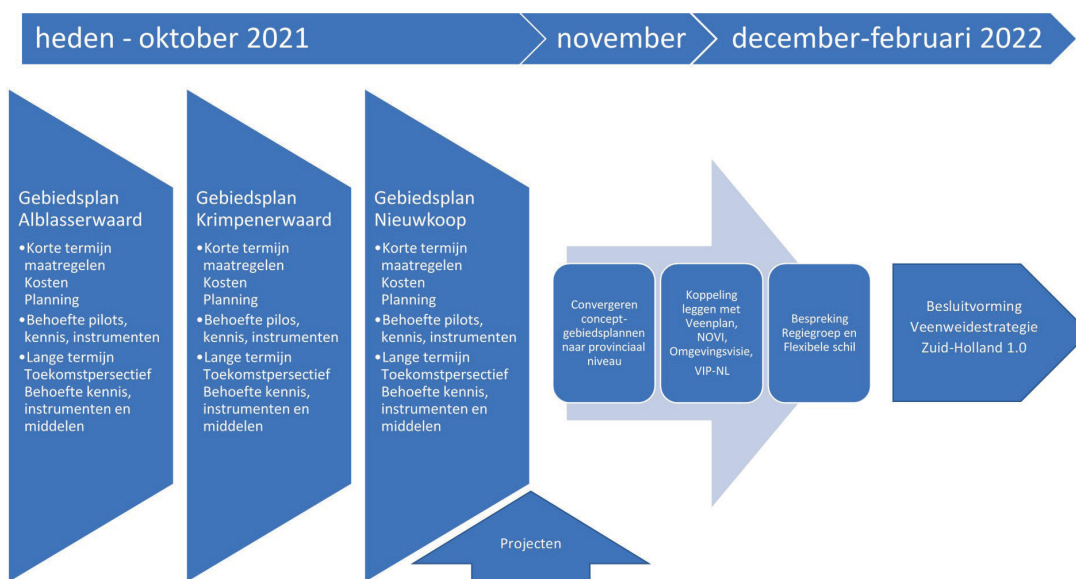 heden - oktober 2021
november
december-februari 2022
Gebiedsplan
Alblasserwaard
•Korte termijn
maatregelen
Kosten
Planning
•Behoefte pilots,
kennis, instrumenten
•Lange termijn
Toekomstpersectief
Behoefte kennis,
instrumenten en
middelen
Gebiedsplan
Krimpenerwaard
•Korte termijn
maatregelen
Kosten
Planning
•Behoefte pilos,
kennis, instrumenten
•Lange termijn
Toekomstpersectief
Behoefte kennis,
instrumenten en
middelen
Gebiedsplan
Nieuwkoop
•Korte termijn
maatregelen
Kosten
Planning
•Behoefte pilots,
kennis, instrumenten
•Lange termijn
Toekomstpersectief
Behoefte kennis,
instrumenten en
middelen
Projecten
Convergeren
concept-
gebiedsplannen
naar provinciaal
niveau
Koppeling
leggen met
Veenplan,
NOVI,
Omgevingsvisie,
VIP-NL
Bespreking
Regiegroep en
Flexibele schil
Besluitvorming
Veenweidestrategie
Zuid-Holland 1.0